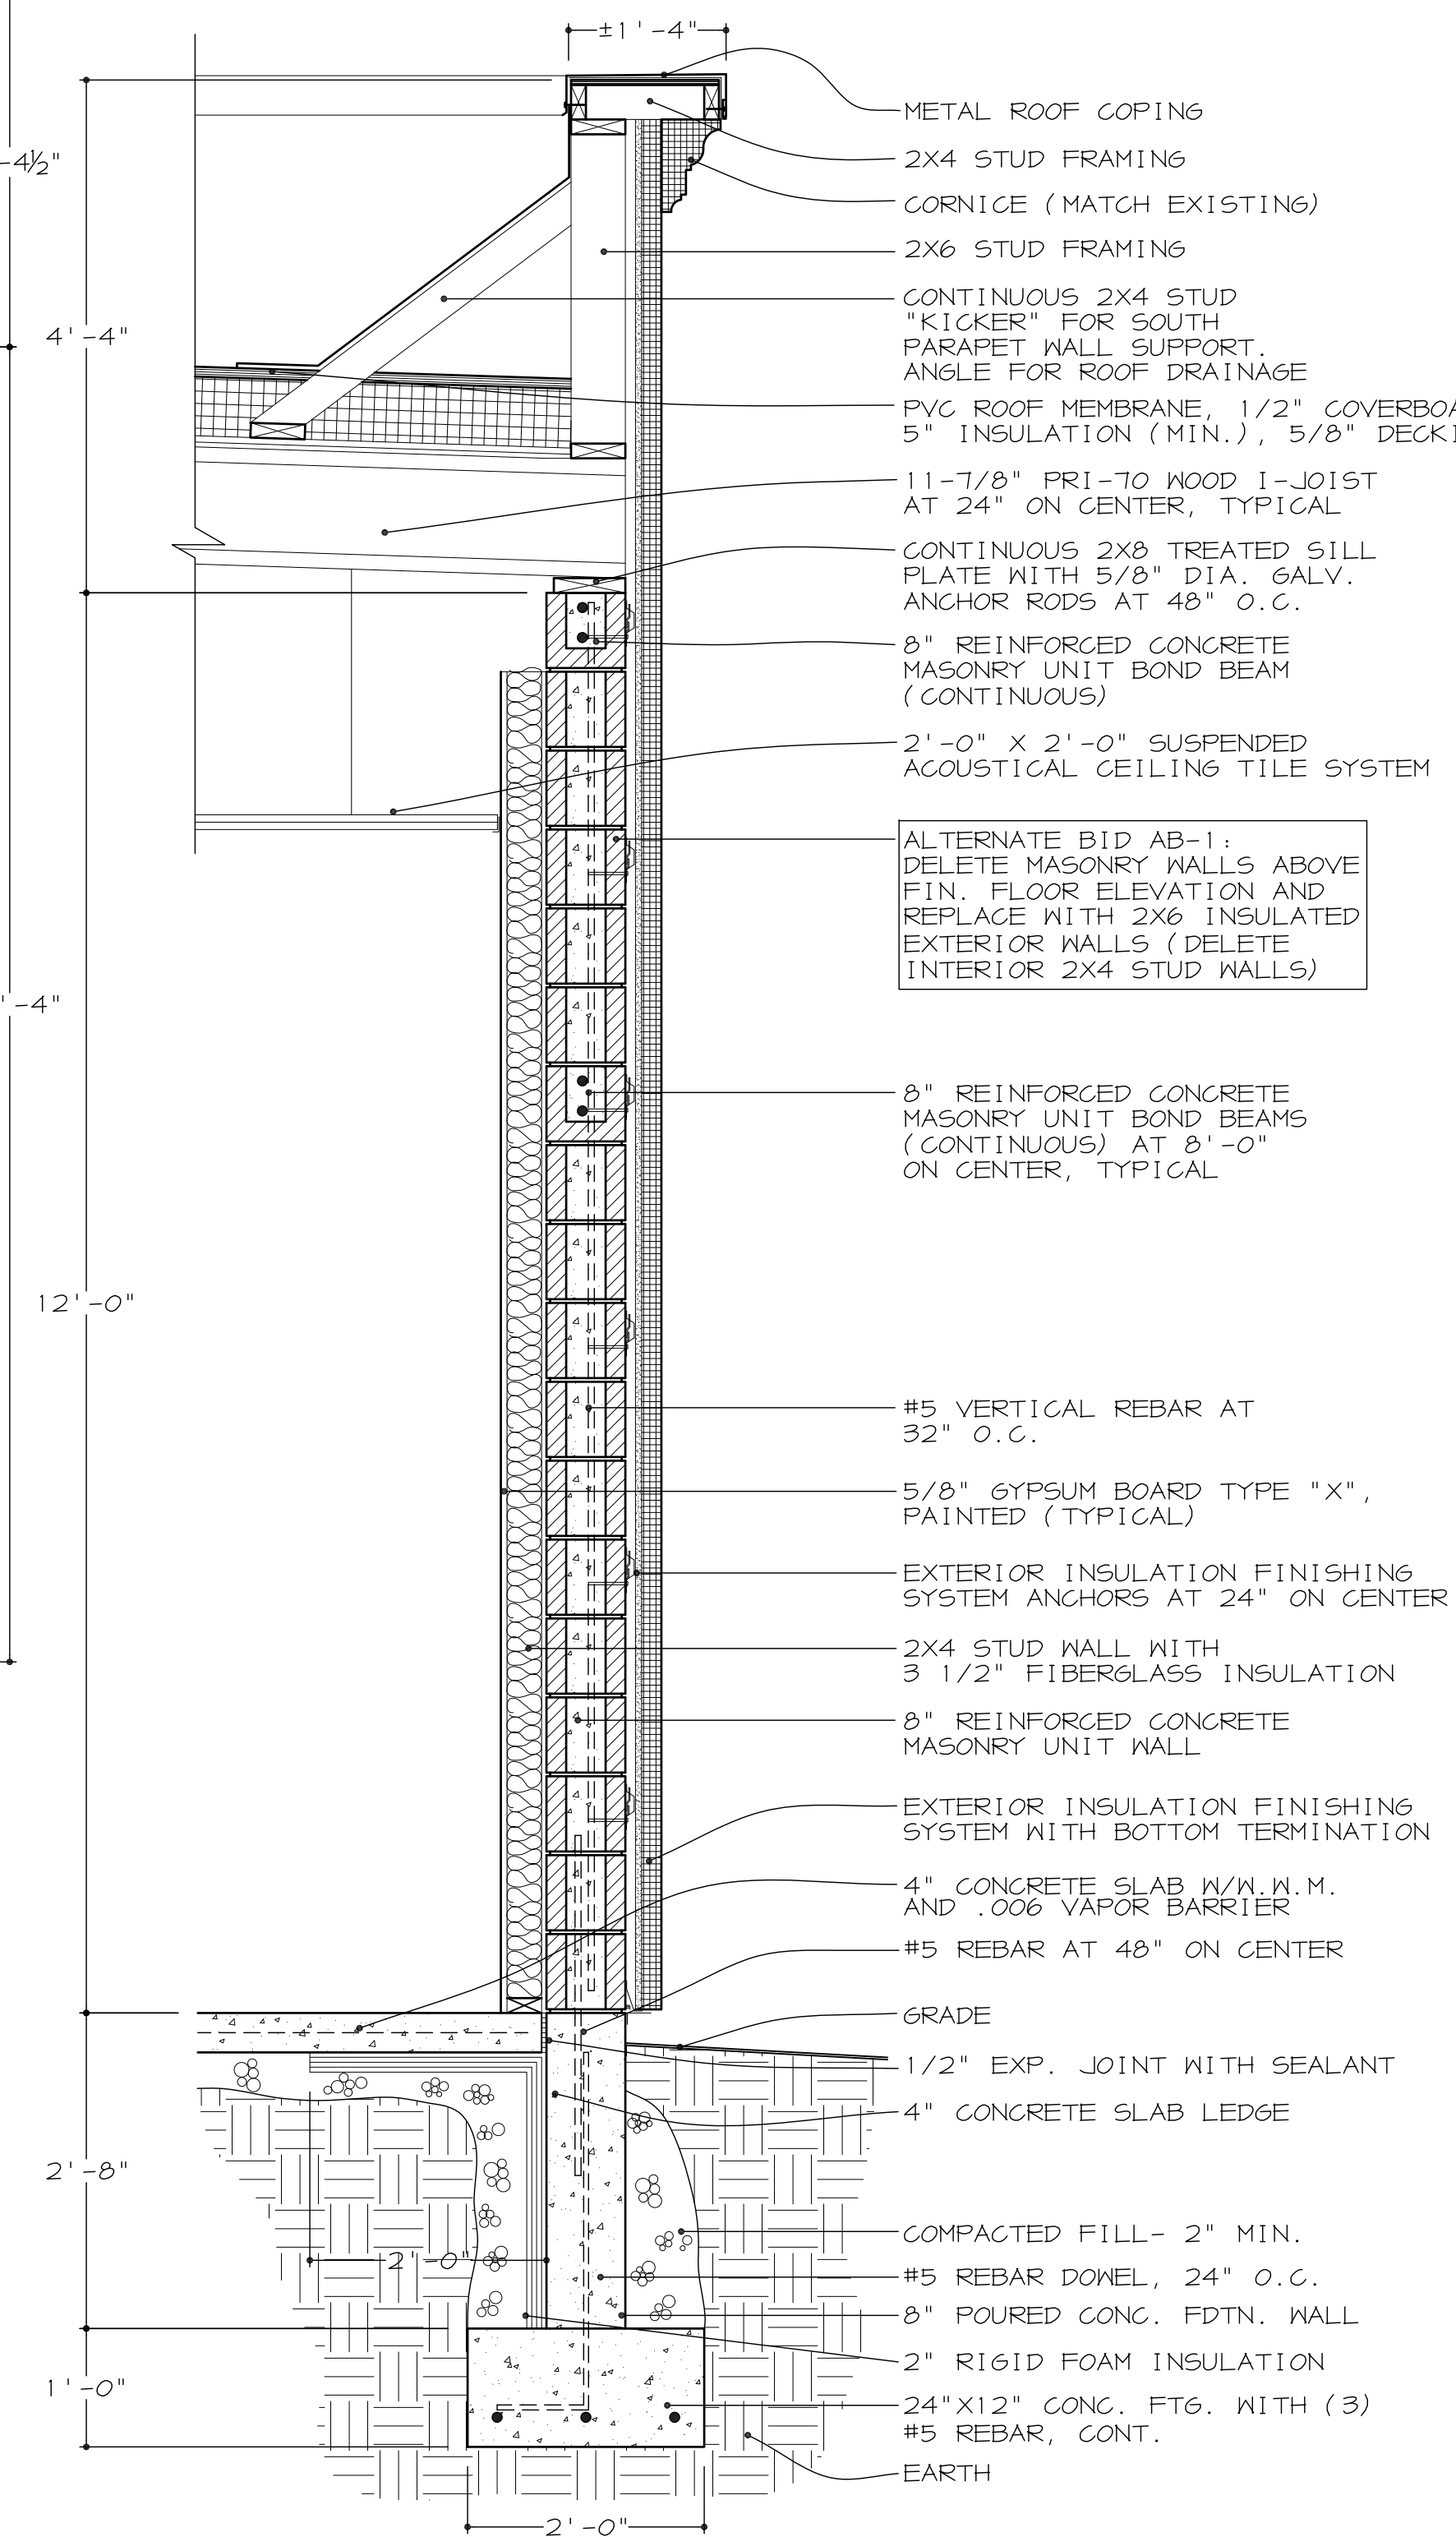 ±1'-4"
METAL ROOF COPING
2X4 STUD FRAMING
CORNICE (MATCH EXISTING)
2X6 STUD FRAMING
CONTINUOUS 2X4 STUD
"KICKER" FOR SOUTH
PARAPET WALL SUPPORT.
ANGLE FOR ROOF DRAINAGE
PVC ROOF MEMBRANE, 1/2" COVERBOA
5" INSULATION (MIN.), 5/8" DECKI
11-7/8" PRI-70 WOOD I-JOIST
AT 24" ON CENTER, TYPICAL
CONTINUOUS 2X8 TREATED SILL
PLATE WITH 5/8" DIA. GALV.
ANCHOR RODS AT 48" O.C.
8" REINFORCED CONCRETE
MASONRY UNIT BOND BEAM
(CONTINUOUS)
2'-0" X 2'-0" SUSPENDED
ACOUSTICAL CEILING TILE SYSTEM
ALTERNATE BID AB-1:
DELETE MASONRY WALLS ABOVE
FIN. FLOOR ELEVATION AND
REPLACE WITH 2X6 INSULATED
EXTERIOR WALLS (DELETE
INTERIOR 2X4 STUD WALLS)
8" REINFORCED CONCRETE
MASONRY UNIT BOND BEAMS
(CONTINUOUS) AT 8'-0"
ON CENTER, TYPICAL
#5 VERTICAL REBAR AT
32" O.C.
5/8" GYPSUM BOARD TYPE "X",
PAINTED (TYPICAL)
EXTERIOR INSULATION FINISHING
SYSTEM ANCHORS AT 24" ON CENTER
2X4 STUD WALL WITH
3 1/2" FIBERGLASS INSULATION
8" REINFORCED CONCRETE
MASONRY UNIT WALL
EXTERIOR INSULATION FINISHING
SYSTEM WITH BOTTOM TERMINATION
4" CONCRETE SLAB W/W.W.M.
AND .006 VAPOR BARRIER
#5 REBAR AT 48" ON CENTER
GRADE
1/2" EXP. JOINT WITH SEALANT
4" CONCRETE SLAB LEDGE
COMPACTED FILL- 2" MIN.
#5 REBAR DOWEL, 24" O.C.
8" POURED CONC. FDTN. WALL
2" RIGID FOAM INSULATION
24"X12" CONC. FTG. WITH (3)
#5 REBAR, CONT.
EARTH
-4½"
4'-4"
'-4"
12'-0"
2'-8"
2'-0"
1'-0"
2'-0"